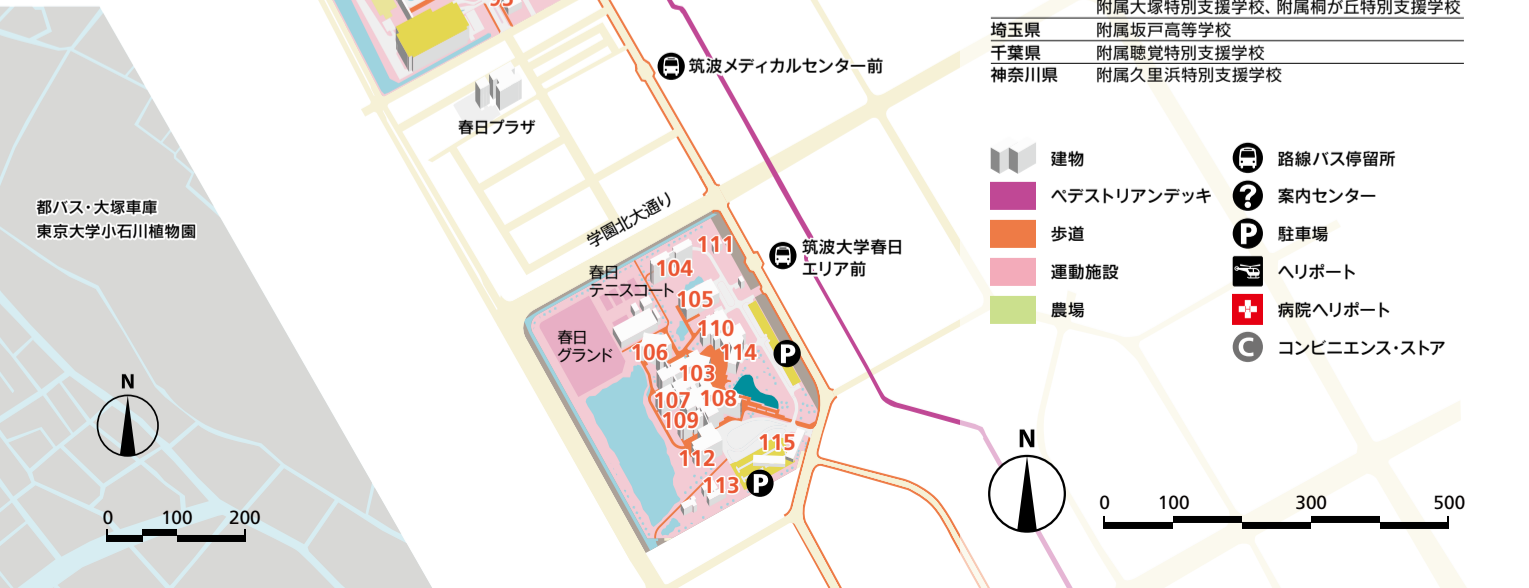 附属大塚特別支援学校、附属桐が丘特別支援学校
埼玉県 附属坂戸高等学校
千葉県 附属聴覚特別支援学校
神奈川県 附属久里浜特別支援学校
筑波メディカルセンター前
春日プラザ
都バス・大塚車庫
東京大学小石川植物園
学園北大通り
筑波大学春日
エリア前
春日
テニスコート
春日
グランド
111
104
105
110
106
114
103
107
108
109
115
112
113
P
P
建物
ペデストリアンデッキ
歩道
運動施設
農場
路線バス停留所
? 案内センター
P 駐車場
ヘリポート
病院ヘリポート
C コンビニエンス・ストア
N
0 100 200
N
0 100 300 500